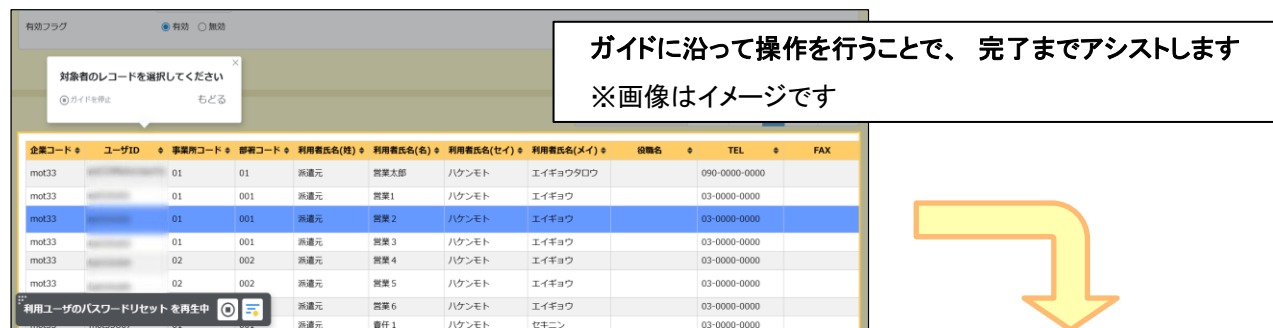 有効フラグ 有効 無効
ガイドに沿って操作を行うことで、 完了までアシストします
※画像はイメージです
対象者のレコードを選択してください ×
ガイドを停止 もどる
企業コード ユーザID 事業所コード 部署コード 利用者氏名(姓) 利用者氏名(名) 利用者氏名(セイ) 利用者氏名(メイ) 役職名 TEL FAX
mot33 01 01 派遣元 営業太郎 ハケンモト エイギョウタロウ 090-0000-0000
mot33 01 001 派遣元 営業1 ハケンモト エイギョウ 03-0000-0000
mot33 01 001 派遣元 営業２ ハケンモト エイギョウ 03-0000-0000
mot33 01 001 派遣元 営業３ ハケンモト エイギョウ 03-0000-0000
mot33 02 002 派遣元 営業４ ハケンモト エイギョウ 03-0000-0000
mot33 02 002 派遣元 営業５ ハケンモト エイギョウ 03-0000-0000
利用ユーザのパスワードリセット を再生中 派遣元 営業６ ハケンモト エイギョウ 03-0000-0000
派遣元 責任１ ハケンモト セキニン 03-0000-0000